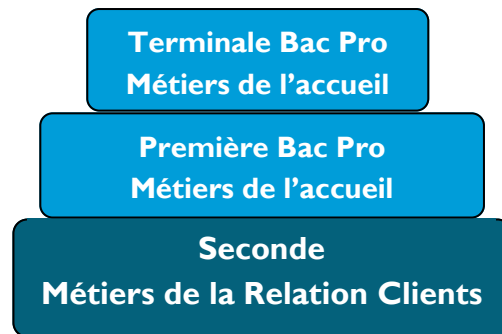 Terminale Bac Pro
Métiers de l’accueil
Première Bac Pro
Métiers de l’accueil
Seconde
Métiers de la Relation Clients